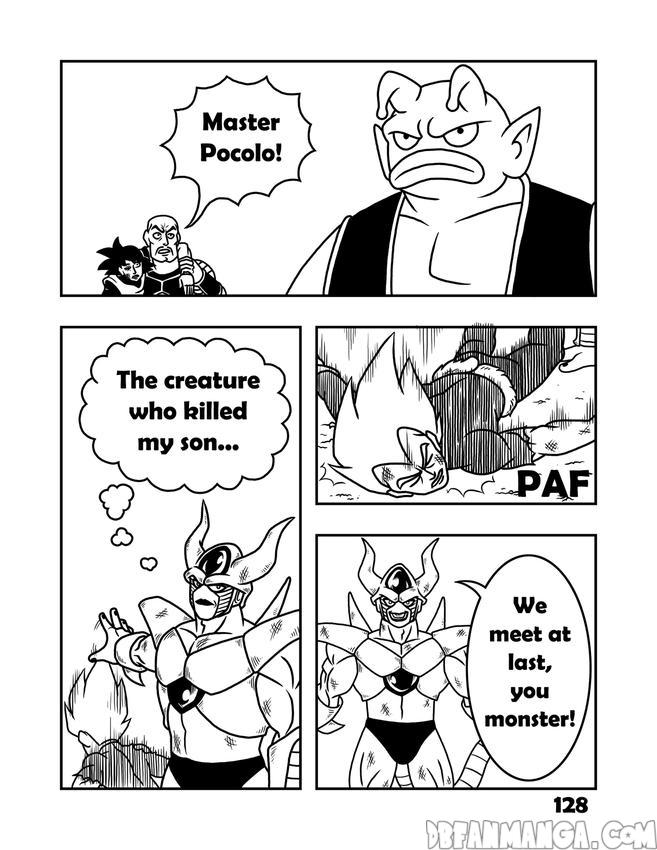 Master
Pocolo!
The creature
who killed
my son...
PAF
We
meet at
last,
you
monster!
128
DBFANMANGA.COM